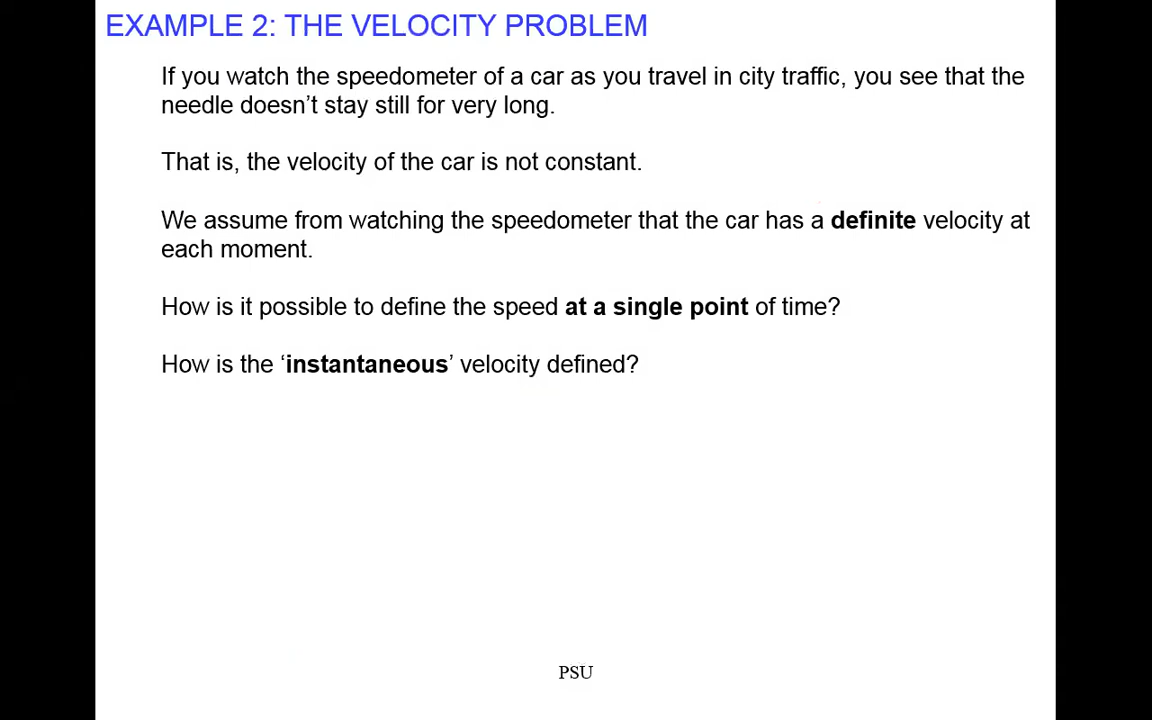 EXAMPLE 2: THE VELOCITY PROBLEM
If you watch the speedometer of a car as you travel in city traffic, you see that the
needle doesn’t stay still for very long.
That is, the velocity of the car is not constant.
We assume from watching the speedometer that the car has a definite velocity at
each moment.
How is it possible to define the speed at a single point of time?
How is the ‘instantaneous’ velocity defined?
PSU